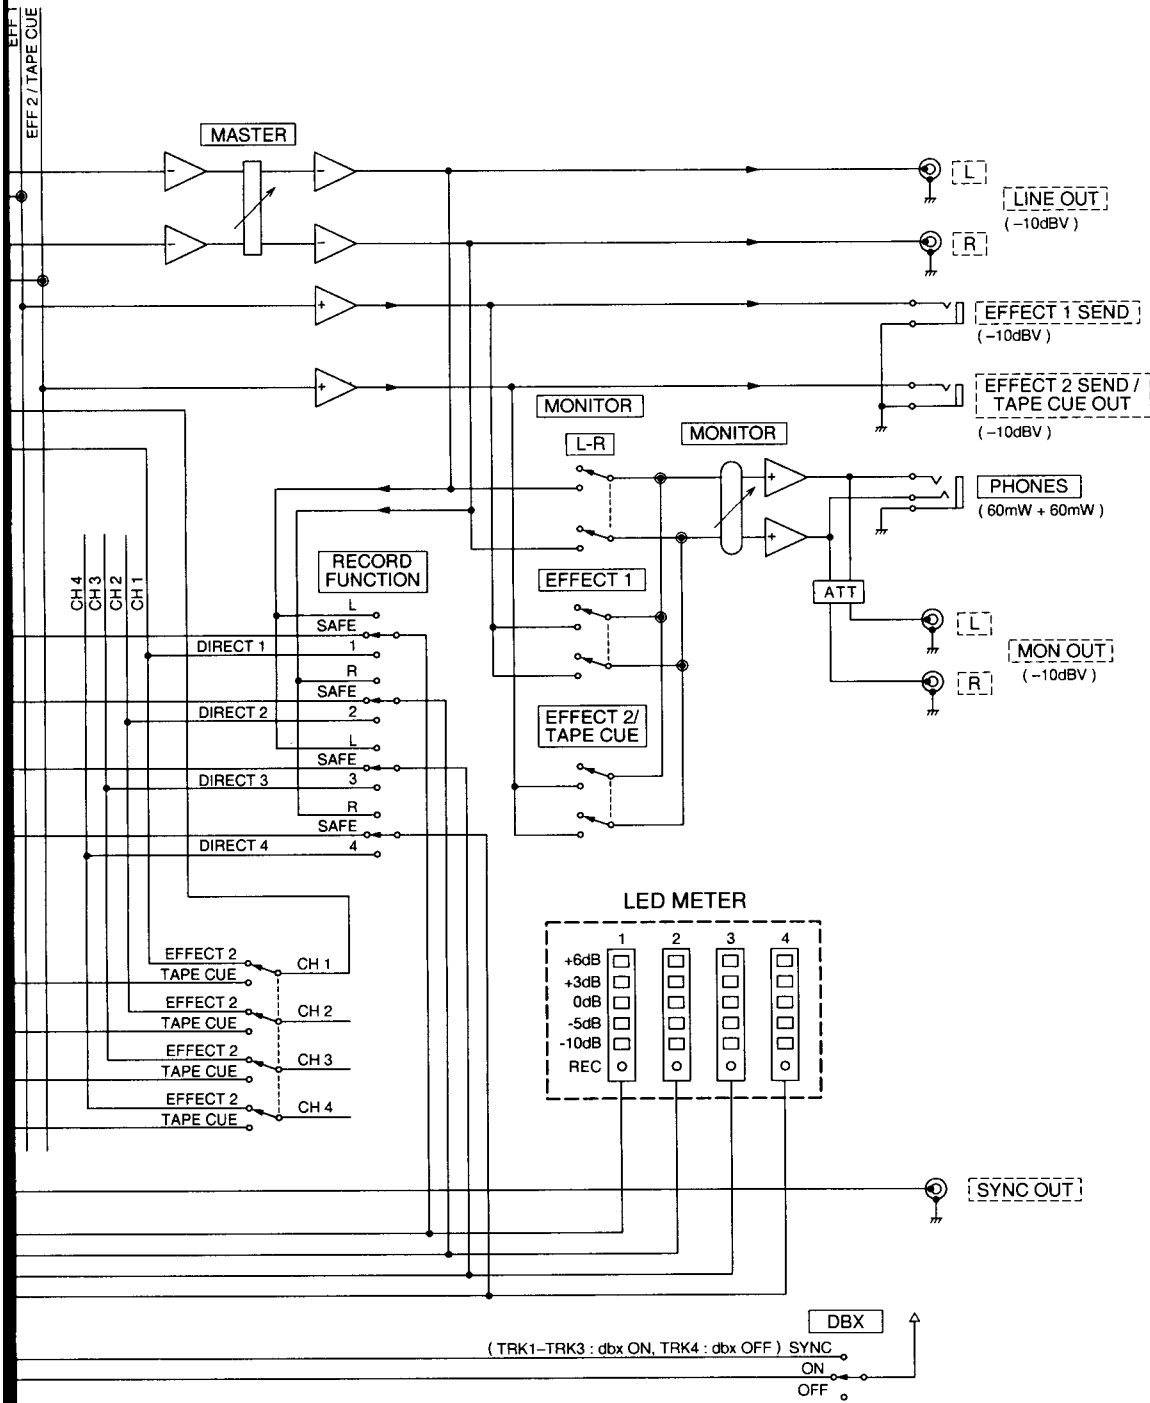 EFF 1
EFF 2 / TAPE CUE
MASTER
L
LINE OUT
(-10dBV)
R
EFFECT 1 SEND
(-10dBV)
EFFECT 2 SEND /
TAPE CUE OUT
(-10dBV)
MONITOR
L-R
MONITOR
PHONES
(60mW + 60mW)
CH 4
CH 3
CH 2
CH 1
RECORD
FUNCTION
EFFECT 1
ATT
L
MON OUT
(-10dBV)
R
L
SAFE
DIRECT 1 1
R
SAFE
DIRECT 2 2
L
SAFE
DIRECT 3 3
R
SAFE
DIRECT 4 4
EFFECT 2/
TAPE CUE
LED METER
1 2 3 4
+6dB
+3dB
0dB
-5dB
-10dB
REC
EFFECT 2
TAPE CUE
CH 1
EFFECT 2
TAPE CUE
CH 2
EFFECT 2
TAPE CUE
CH 3
EFFECT 2
TAPE CUE
CH 4
SYNC OUT
DBX
(TRK1-TRK3 : dbx ON, TRK4 : dbx OFF) SYNC
ON
OFF